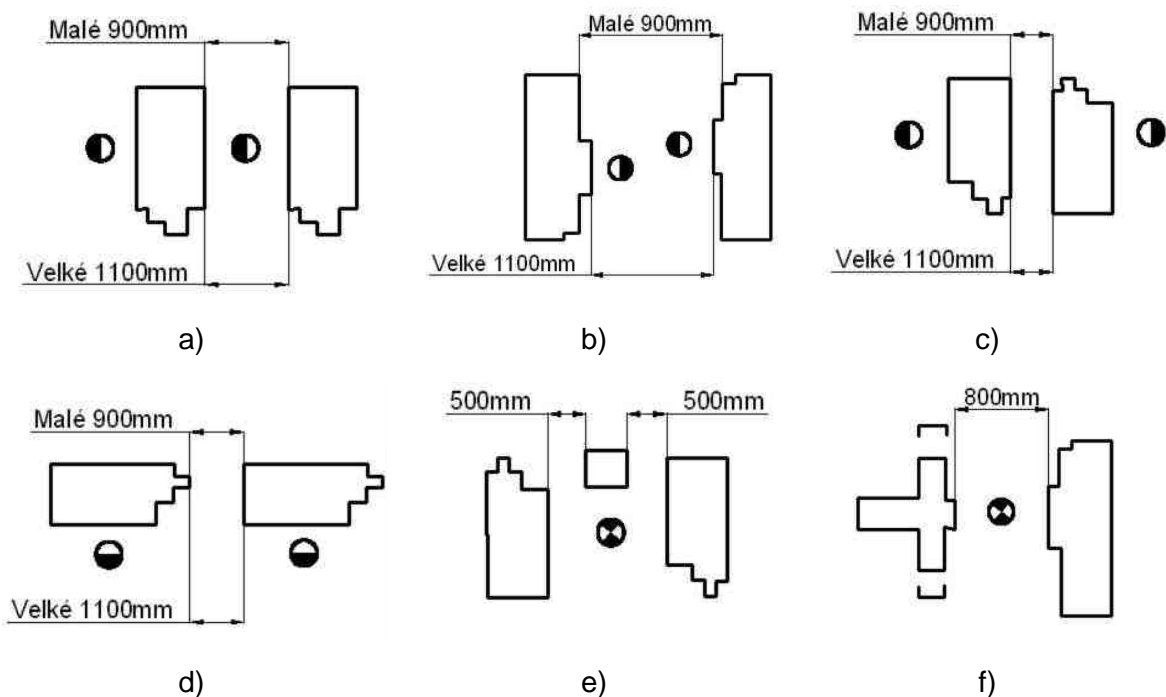 Malé 900mm
Velké 1100mm
a)
Malé 900mm
Velké 1100mm
b)
Malé 900mm
Velké 1100mm
c)
Malé 900mm
Velké 1100mm
d)
500mm 500mm
e)
800mm
f)